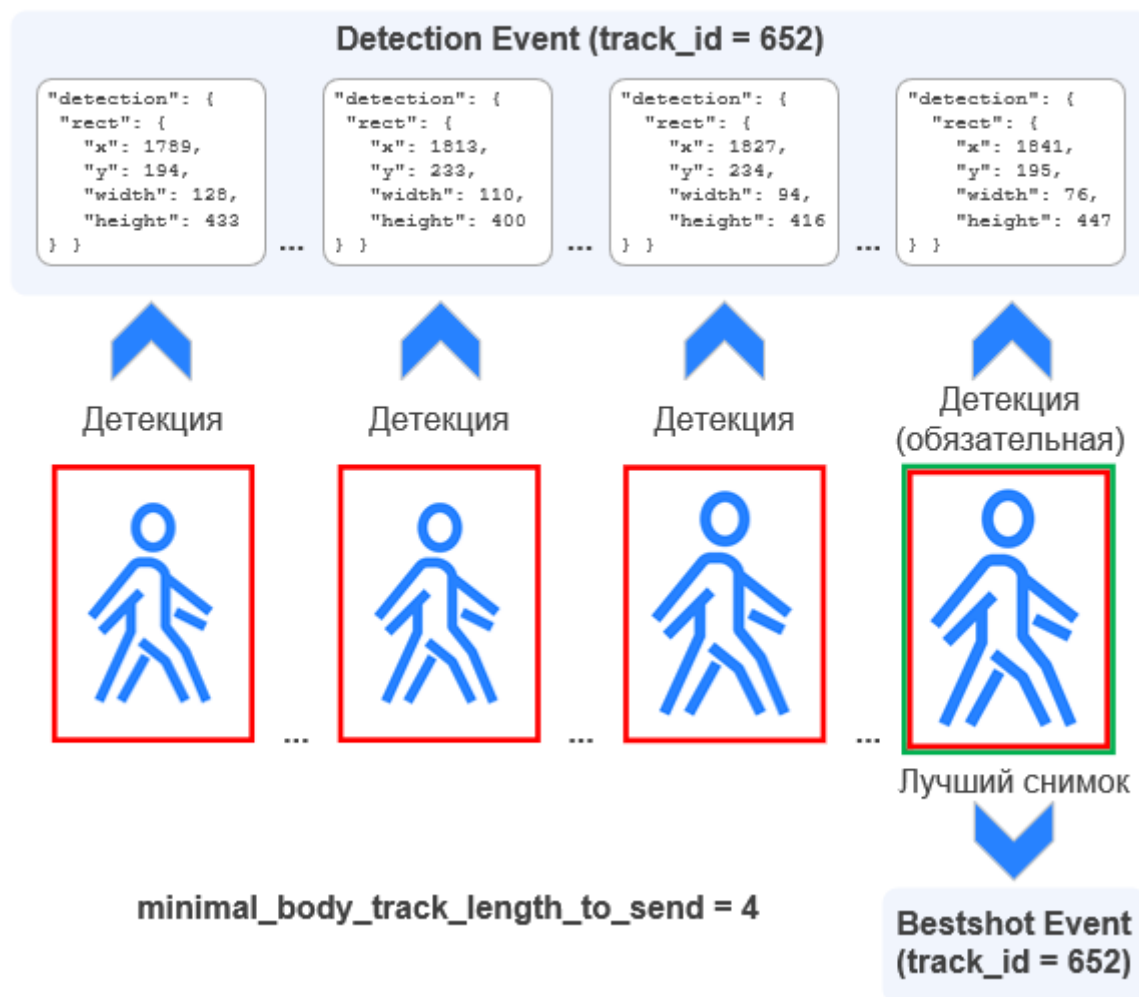 Detection Event (track_id = 652)
"detection": {
"rect": {
"x": 1789,
"y": 194,
"width": 128,
"height": 433
} }
...
"detection": {
"rect": {
"x": 1813,
"y": 233,
"width": 110,
"height": 400
} }
...
"detection": {
"rect": {
"x": 1827,
"y": 234,
"width": 94,
"height": 416
} }
...
"detection": {
"rect": {
"x": 1841,
"y": 195,
"width": 76,
"height": 447
} }
Детекция
Детекция
Детекция
Детекция
(обязательная)
...
...
...
Лучший снимок
minimal_body_track_length_to_send = 4
Bestshot Event
(track_id = 652)